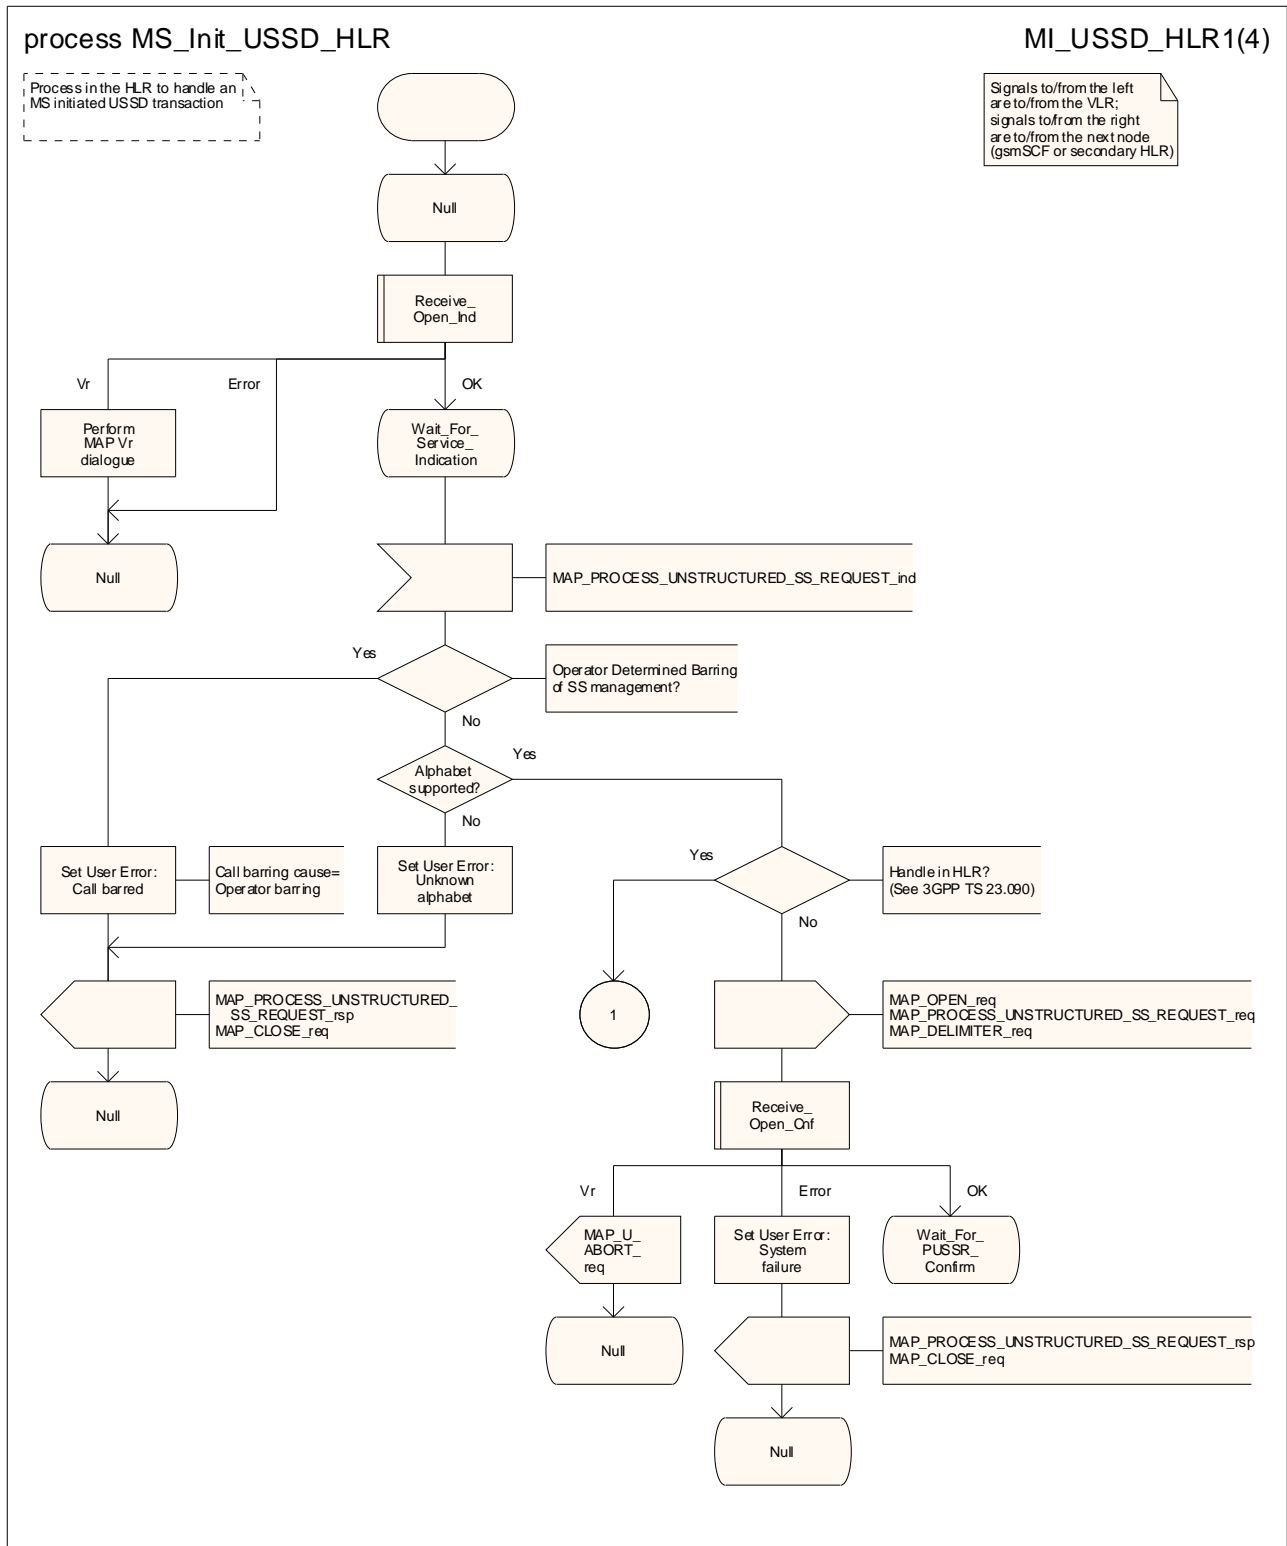 process MS_Init_USSD_HLR
MI_USSD_HLR1(4)
Process in the HLR to handle an
MS initiated USSD transaction
Signals to/from the left
are to/from the VLR;
signals to/from the right
are to/from the next node
(gsmSCF or secondary HLR)
Null
Receive_
Open_Ind
Vr
Error
OK
Perform
MAP Vr
dialogue
Wait_For_
Service_
Indication
Null
MAP_PROCESS_UNSTRUCTURED_SS_REQUEST_ind
Yes
Operator Determined Barring
of SS management?
No
Yes
Alphabet
supported?
No
Yes
Set User Error:
Call barred
Call barring cause=
Operator barring
Set User Error:
Unknown
alphabet
Handle in HLR?
(See 3GPP TS 23.090)
No
MAP_PROCESS_UNSTRUCTURED_
SS_REQUEST_rsp
MAP_CLOSE_req
1
MAP_OPEN_req
MAP_PROCESS_UNSTRUCTURED_SS_REQUEST_req
MAP_DELIMITER_req
Null
Receive_
Open_Cnf
Vr
Error
OK
MAP_U_
ABORT_
req
Set User Error:
System
failure
Wait_For_
PUSSR_
Confirm
Null
MAP_PROCESS_UNSTRUCTURED_SS_REQUEST_rsp
MAP_CLOSE_req
Null